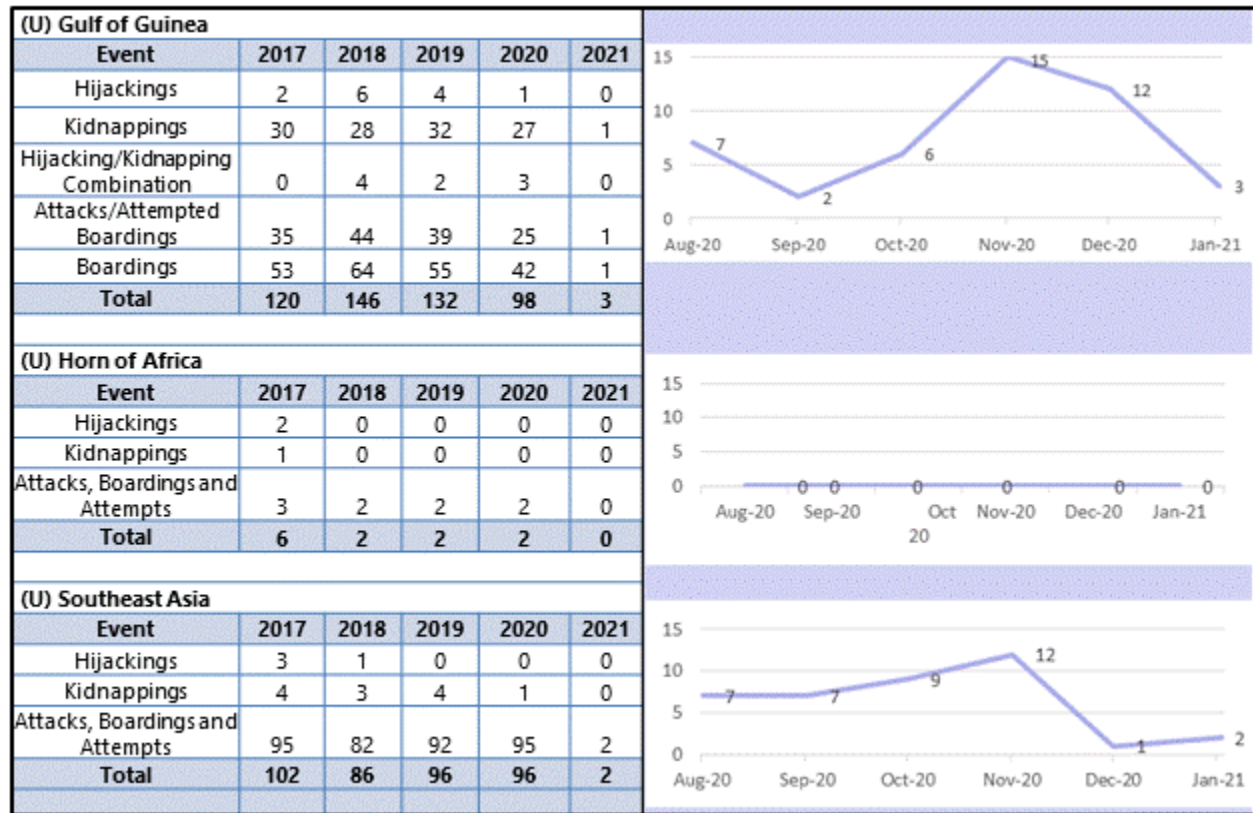 (U) Gulf of Guinea
Event 2017 2018 2019 2020 2021
Hijackings 2 6 4 1 0
Kidnappings 30 28 32 27 1
Hijacking/Kidnapping
Combination 0 4 2 3 0
Attacks/Attempted
Boardings 35 44 39 25 1
Boardings 53 64 55 42 1
Total 120 146 132 98 3
15
10
5
0
7
2
6
15
12
3
Aug-20 Sep-20 Oct-20 Nov-20 Dec-20 Jan-21
(U) Horn of Africa
Event 2017 2018 2019 2020 2021
Hijackings 2 0 0 0 0
Kidnappings 1 0 0 0 0
Attacks, Boardings and
Attempts 3 2 2 2 0
Total 6 2 2 2 0
15
10
5
0
0 0 0 0 0 0
Aug-20 Sep-20 Oct Nov-20 Dec-20 Jan-21
20
(U) Southeast Asia
Event 2017 2018 2019 2020 2021
Hijackings 3 1 0 0 0
Kidnappings 4 3 4 1 0
Attacks, Boardings and
Attempts 95 82 92 95 2
Total 102 86 96 96 2
15
10
5
0
7
7
9
12
1
2
Aug-20 Sep-20 Oct-20 Nov-20 Dec-20 Jan-21